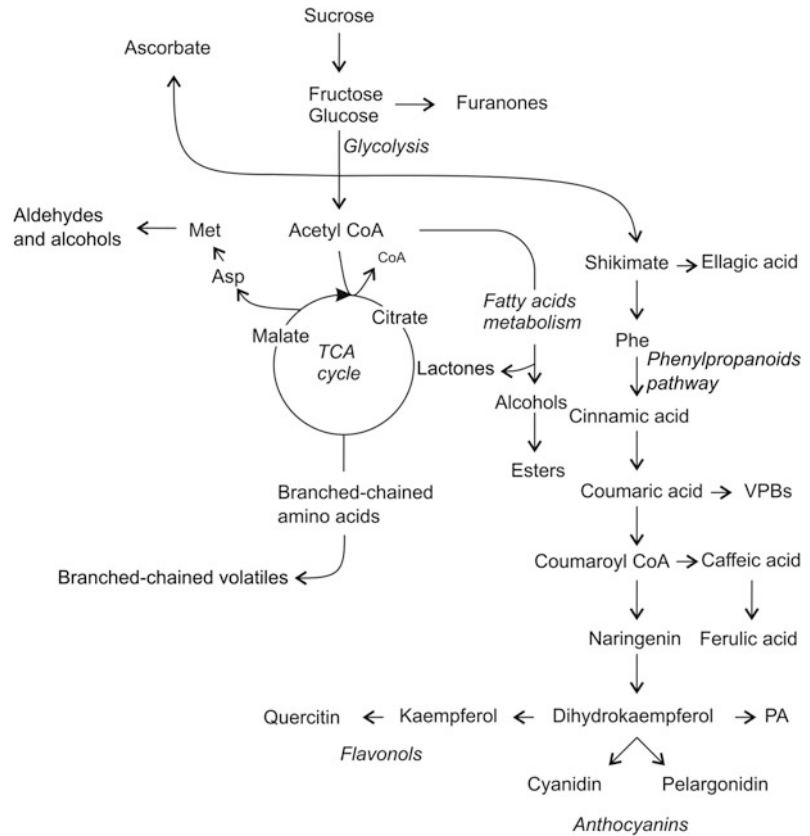 Sucrose
Ascorbate
Fructose
Glucose
Furanones
Glycolysis
Aldehydes
and alcohols
Met
Acetyl CoA
CoA
Asp
Shikimate
Ellagic acid
Fatty acids
metabolism
Citrate
Malate
TCA
cycle
Phe
Phenylpropanoids
pathway
Lactones
Alcohols
Cinnamic acid
Esters
Branched-chained
amino acids
Coumaric acid
VPBs
Branched-chained volatiles
Coumaroyl CoA
Caffeic acid
Naringenin
Ferulic acid
Quercitin
Kaempferol
Dihydrokaempferol
PA
Flavonols
Cyanidin
Pelargonidin
Anthocyanins